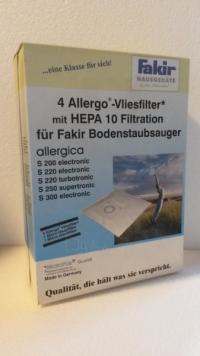 ...eine Klasse für sich!
Fakir
HAUSGERÄTE
4 Allergo®-Vliesfilter*
mit HEPA 10 Filtration
für Fakir Bodenstaubsauger
allergica
S 200 electronic
S 220 electronic
S 220 turbotronic
S 250 supertronic
S 300 electronic
Made in Germany
Qualität, die hält was sie verspricht.